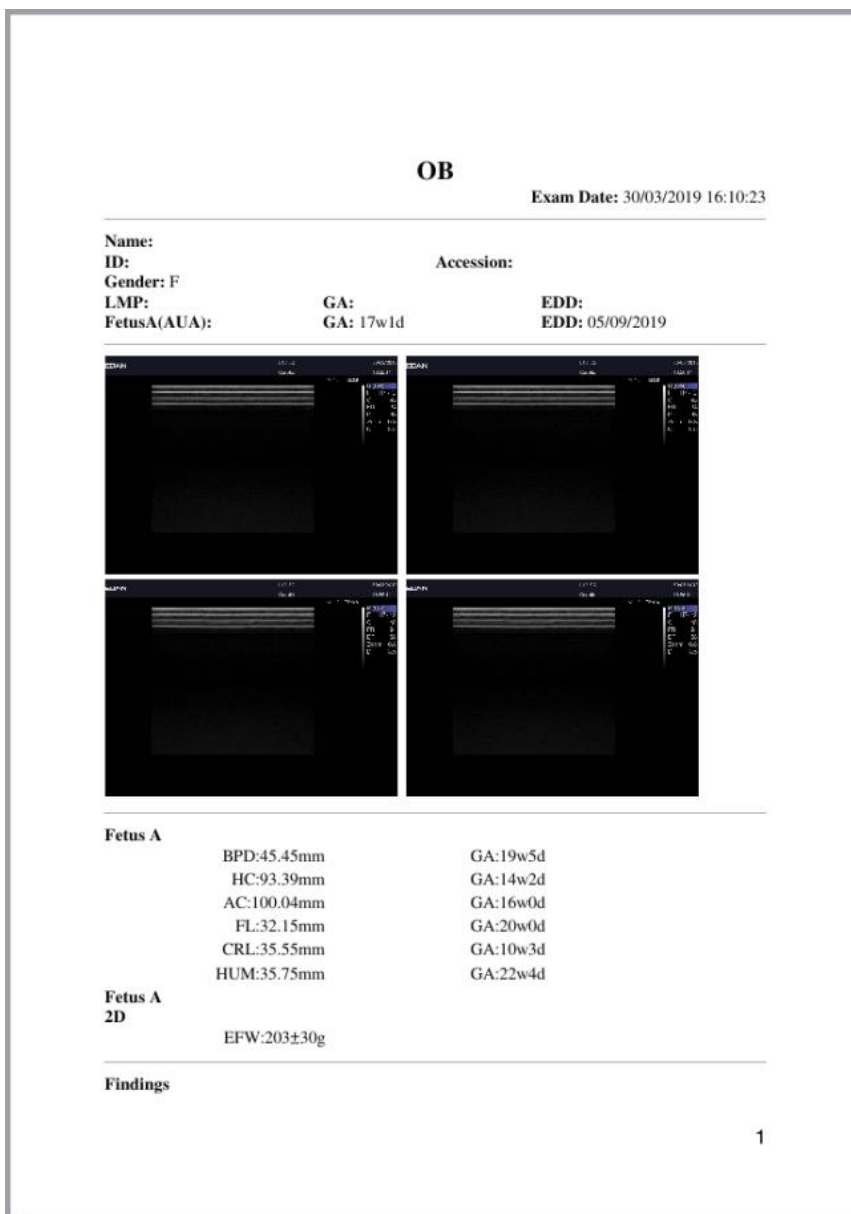 OB
Exam Date: 30/03/2019 16:10:23
Name:
ID: Accession:
Gender: F
LMP: GA: EDD:
FetusA(AUA): GA: 17w1d EDD: 05/09/2019
EDAN
EDAN
EDAN
EDAN
Fetus A
BPD:45.45mm GA:19w5d
HC:93.39mm GA:14w2d
AC:100.04mm GA:16w0d
FL:32.15mm GA:20w0d
CRL:35.55mm GA:10w3d
HUM:35.75mm GA:22w4d
Fetus A
2D
EFW:203±30g
Findings
1